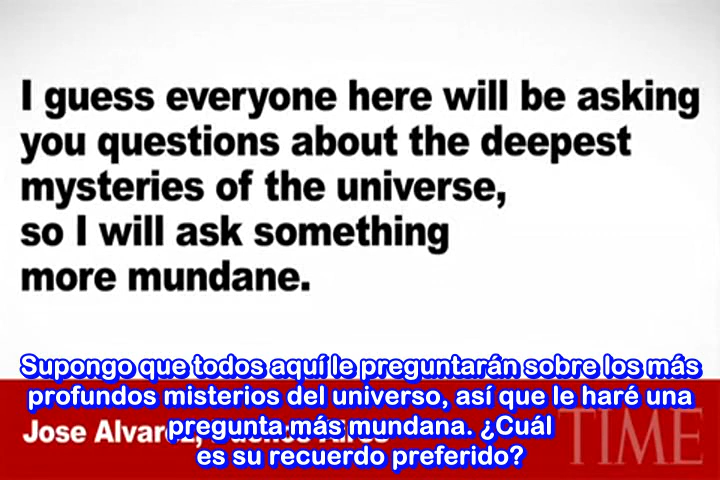 I guess everyone here will be asking
you questions about the deepest
mysteries of the universe,
so I will ask something
more mundane.
Supongo que todos aquí le preguntarán sobre los más
profundos misterios del universo, así que le haré una
pregunta más mundana. ¿Cuál
es su recuerdo preferido?
Jose
TIME